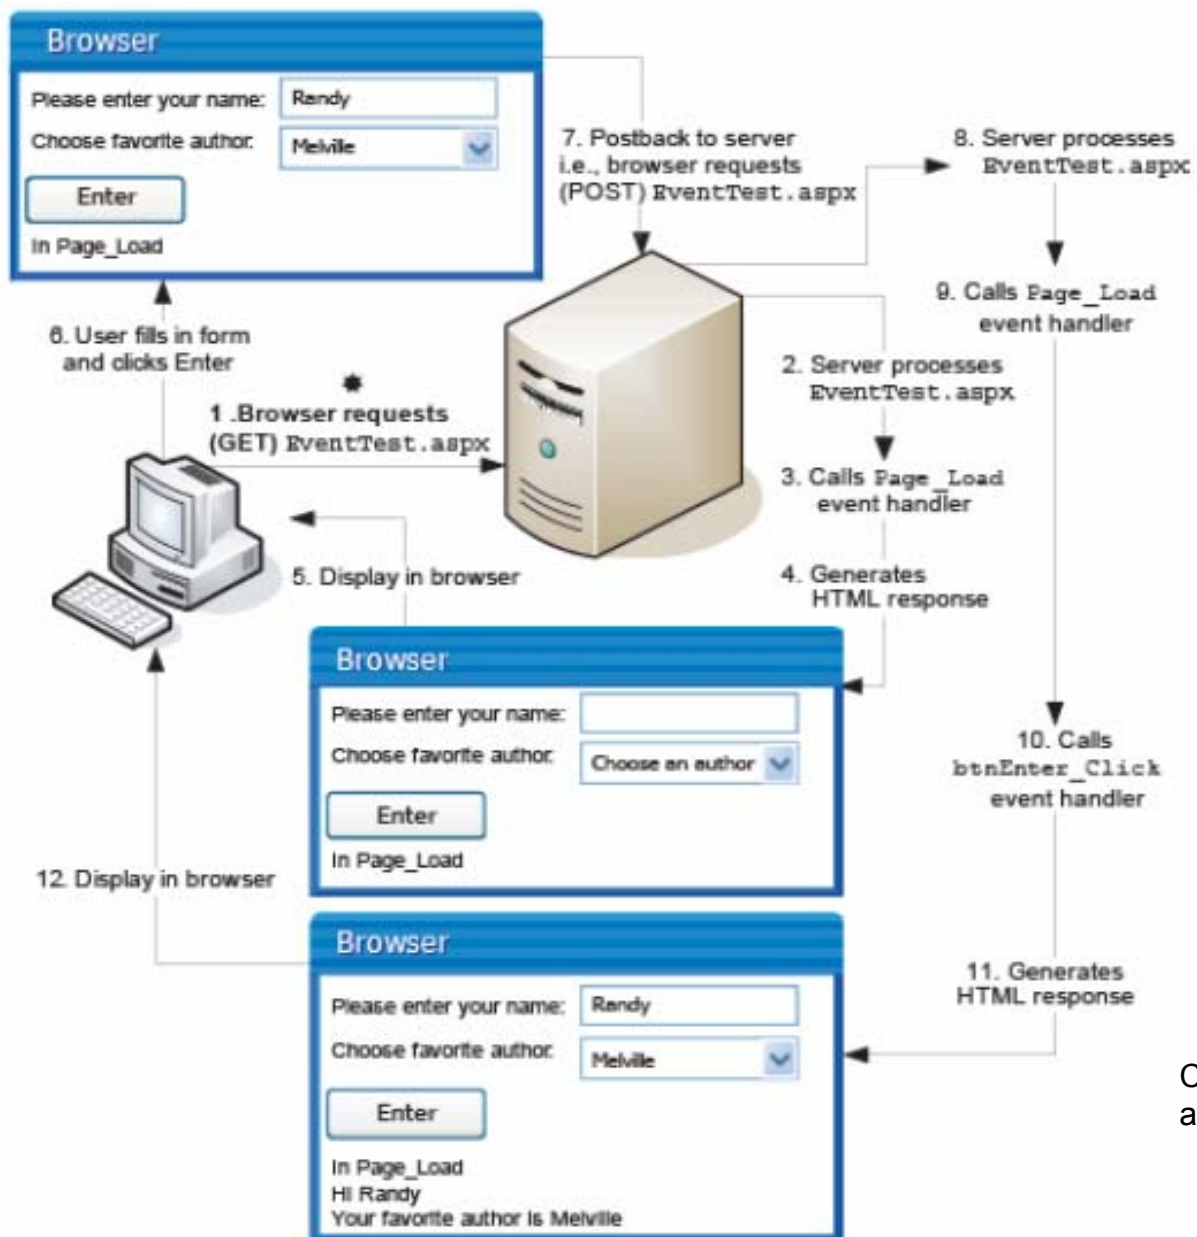 Browser
Please enter your name:
Randy
Choose favorite author:
Melville
Enter
In Page_Load
7. Postback to server
i.e., browser requests
(POST) EventTest.aspx
8. Server processes
EventTest.aspx
9. Calls Page_Load
event handler
6. User fills in form
and clicks Enter
1 .Browser requests
(GET) EventTest.aspx
2. Server processes
EventTest.aspx
3. Calls Page_Load
event handler
4. Generates
HTML response
5. Display in browser
Browser
Please enter your name:
Choose favorite author:
Choose an author
Enter
In Page_Load
10. Calls
btnEnter_Click
event handler
12. Display in browser
Browser
Please enter your name:
Randy
Choose favorite author:
Melville
Enter
In Page_Load
Hi Randy
Your favorite author is Melville
11. Generates
HTML response